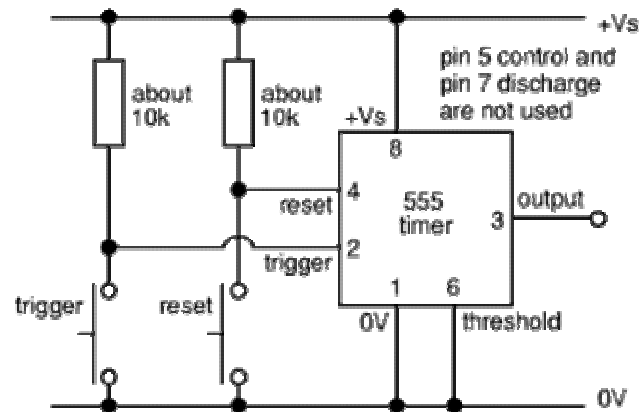 +Vs
pin 5 control and
pin 7 discharge
are not used
about
10k
about
10k
+Vs
8
4
reset
555
timer
output
3
2
trigger
trigger
reset
1
6
0V
threshold
0V